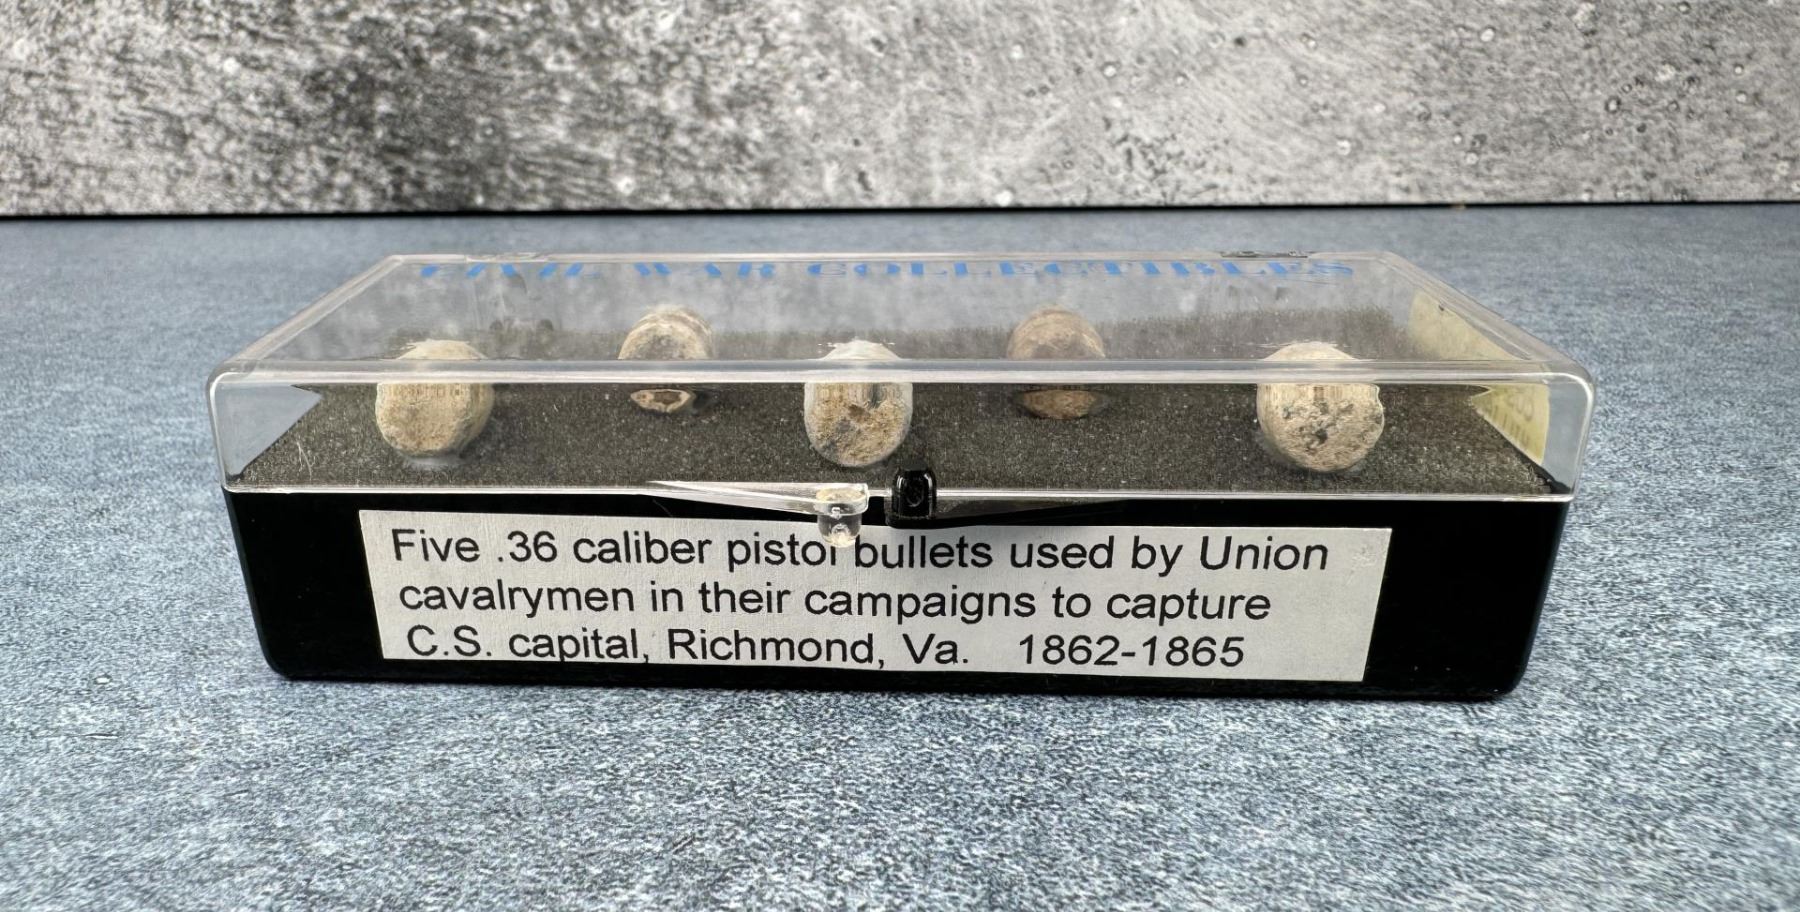 CIVIL WAR COLLECTIBLES
Five .36 caliber pistol bullets used by Union
cavalrymen in their campaigns to capture
C.S. capital, Richmond, Va. 1862-1865